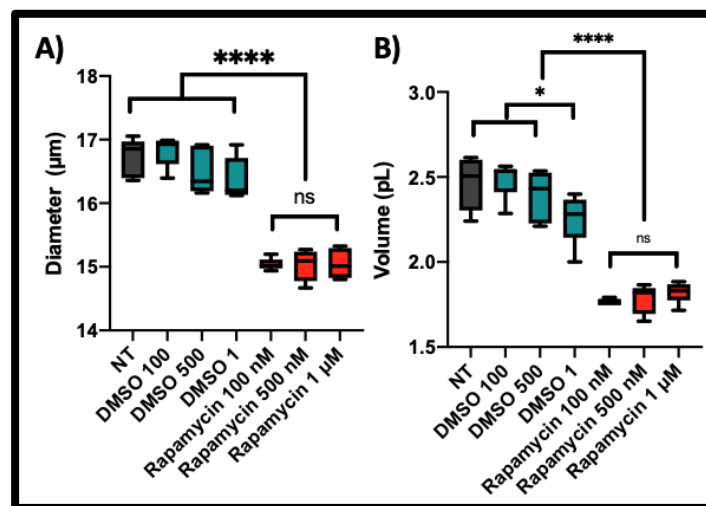 A)
****
ns
Diameter (µm)
18
17
16
15
14
NT
DMSO 100
DMSO 500
DMSO 1
Rapamycin 100 nM
Rapamycin 500 nM
Rapamycin 1 µM
B)
****
*
ns
Volume (pL)
3.0
2.5
2.0
1.5
NT
DMSO 100
DMSO 500
DMSO 1
Rapamycin 100 nM
Rapamycin 500 nM
Rapamycin 1 µM